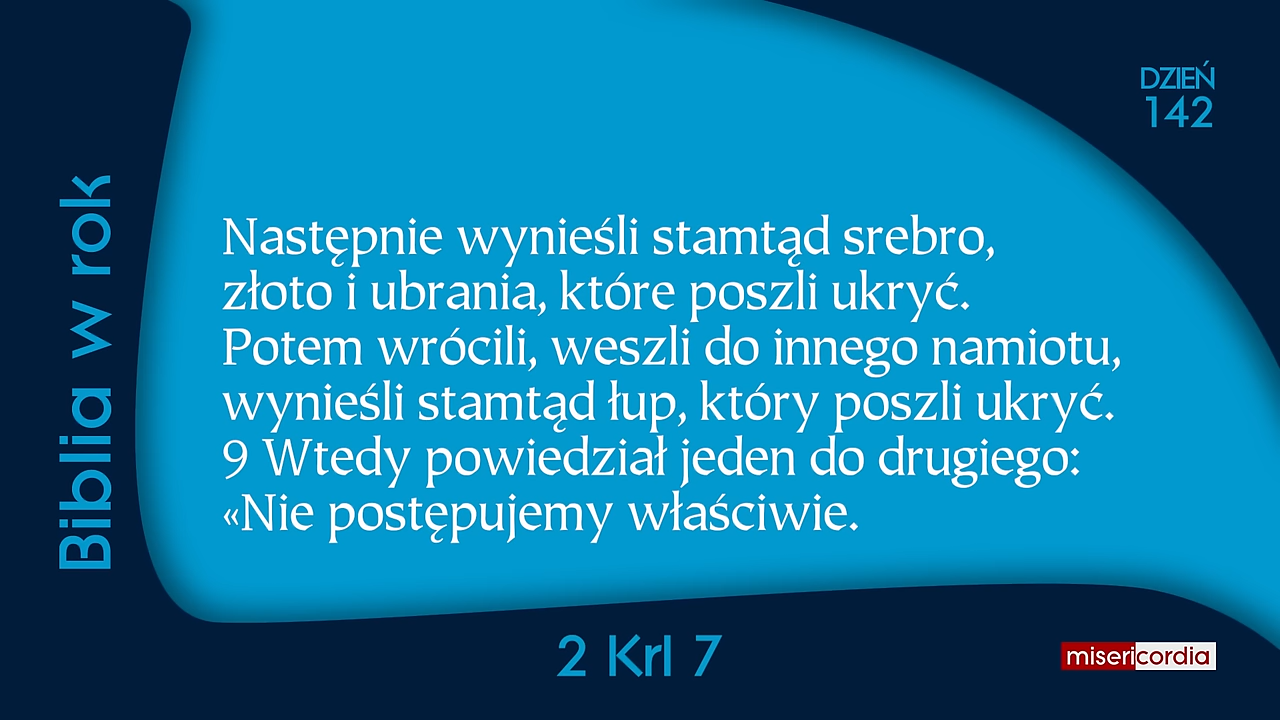 DZIEŃ
142
Biblia w rok
Następnie wynieśli stamtąd srebro,
złoto i ubrania, które poszli ukryć.
Potem wrócili, weszli do innego namiotu,
wynieśli stamtąd łup, który poszli ukryć.
9 Wtedy powiedział jeden do drugiego:
«Nie postępujemy właściwie.
2 Krl 7
misericordia